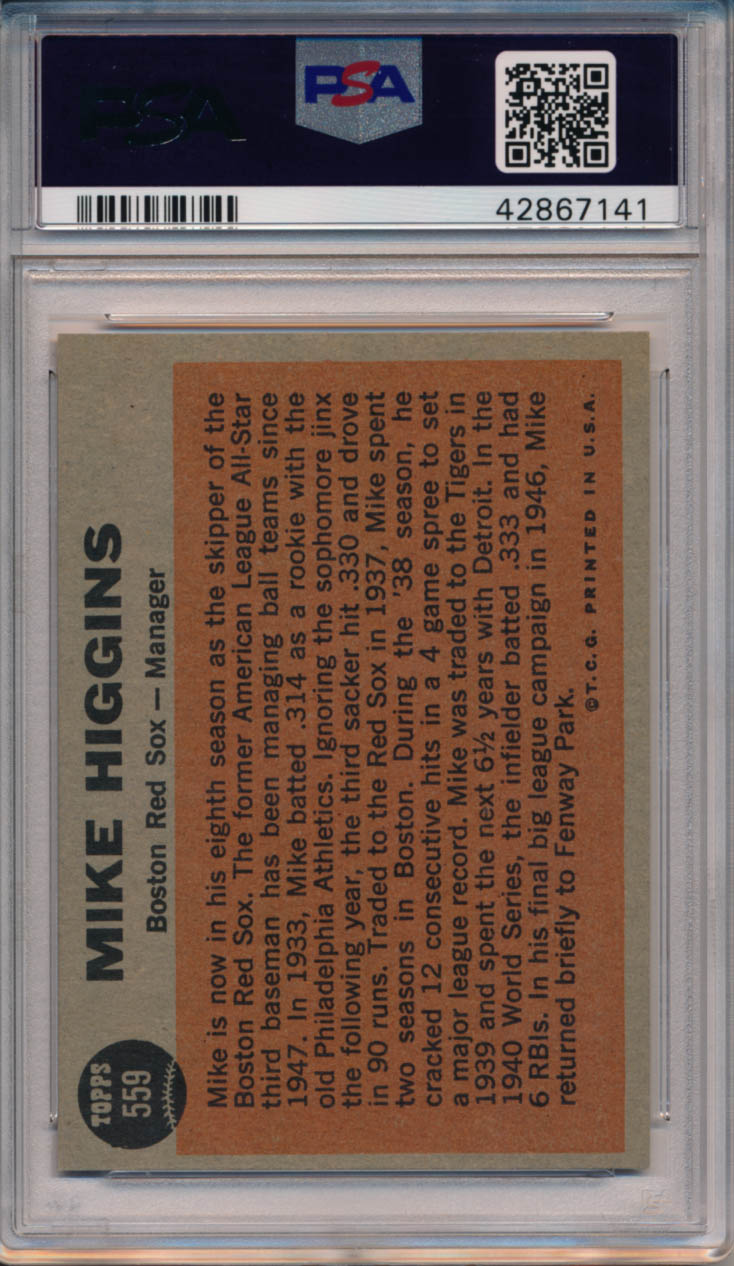 PSA
PSA
42867141
TOPPS
559
MIKE HIGGINS
Boston Red Sox — Manager
Mike is now in his eighth season as the skipper of the
Boston Red Sox. The former American League All-Star
third baseman has been managing ball teams since
1947. In 1933, Mike batted .314 as a rookie with the
old Philadelphia Athletics. Ignoring the sophomore jinx
the following year, the third sacker hit .330 and drove
in 90 runs. Traded to the Red Sox in 1937, Mike spent
two seasons in Boston. During the '38 season, he
cracked 12 consecutive hits in a 4 game spree to set
a major league record. Mike was traded to the Tigers in
1939 and spent the next 6½ years with Detroit. In the
1940 World Series, the infielder batted .333 and had
6 RBIs. In his final big league campaign in 1946, Mike
returned briefly to Fenway Park.
©T.C.G. PRINTED IN U.S.A.